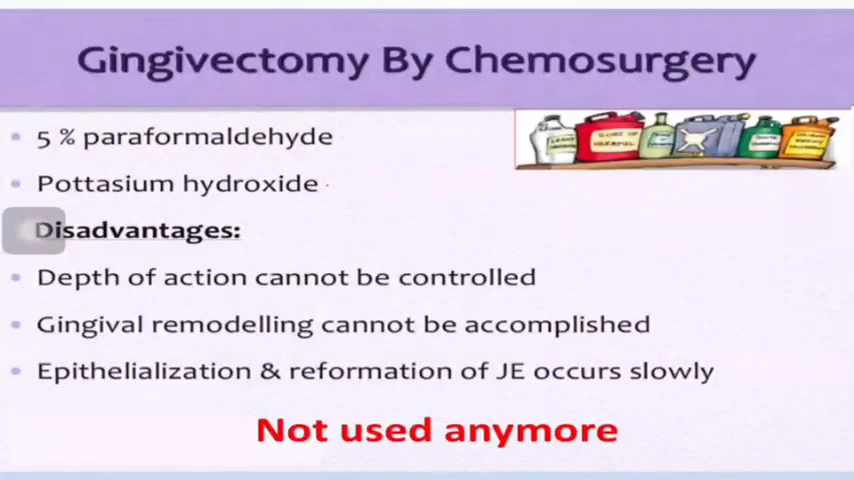 Gingivectomy By Chemosurgery
5 % paraformaldehyde
Pottasium hydroxide
Disadvantages:
Depth of action cannot be controlled
Gingival remodelling cannot be accomplished
Epithelialization & reformation of JE occurs slowly
Not used anymore